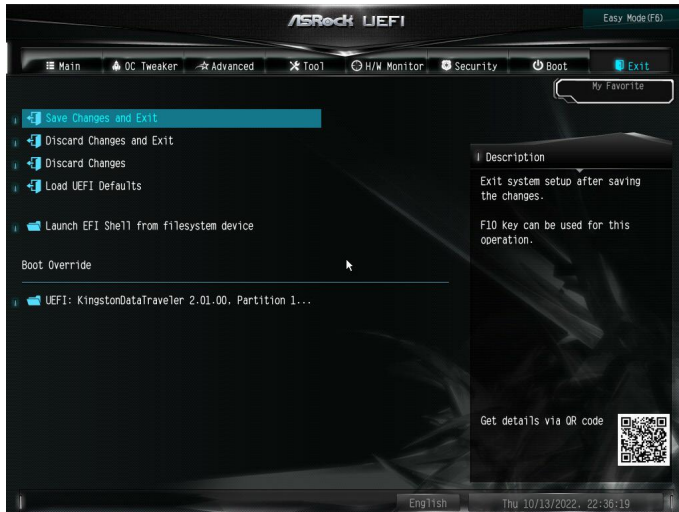 ASRock UEFI
Easy Mode(F6)
Main
OC Tweaker
Advanced
Tool
H/W Monitor
Security
Boot
Exit
My Favorite
Save Changes and Exit
Discard Changes and Exit
Discard Changes
Load UEFI Defaults
Launch EFI Shell from filesystem device
Boot Override
UEFI: KingstonDataTraveler 2.01.00, Partition 1...
Description
Exit system setup after saving
the changes.
F10 key can be used for this
operation.
Get details via QR code
English
Thu 10/13/2022, 22:36:19